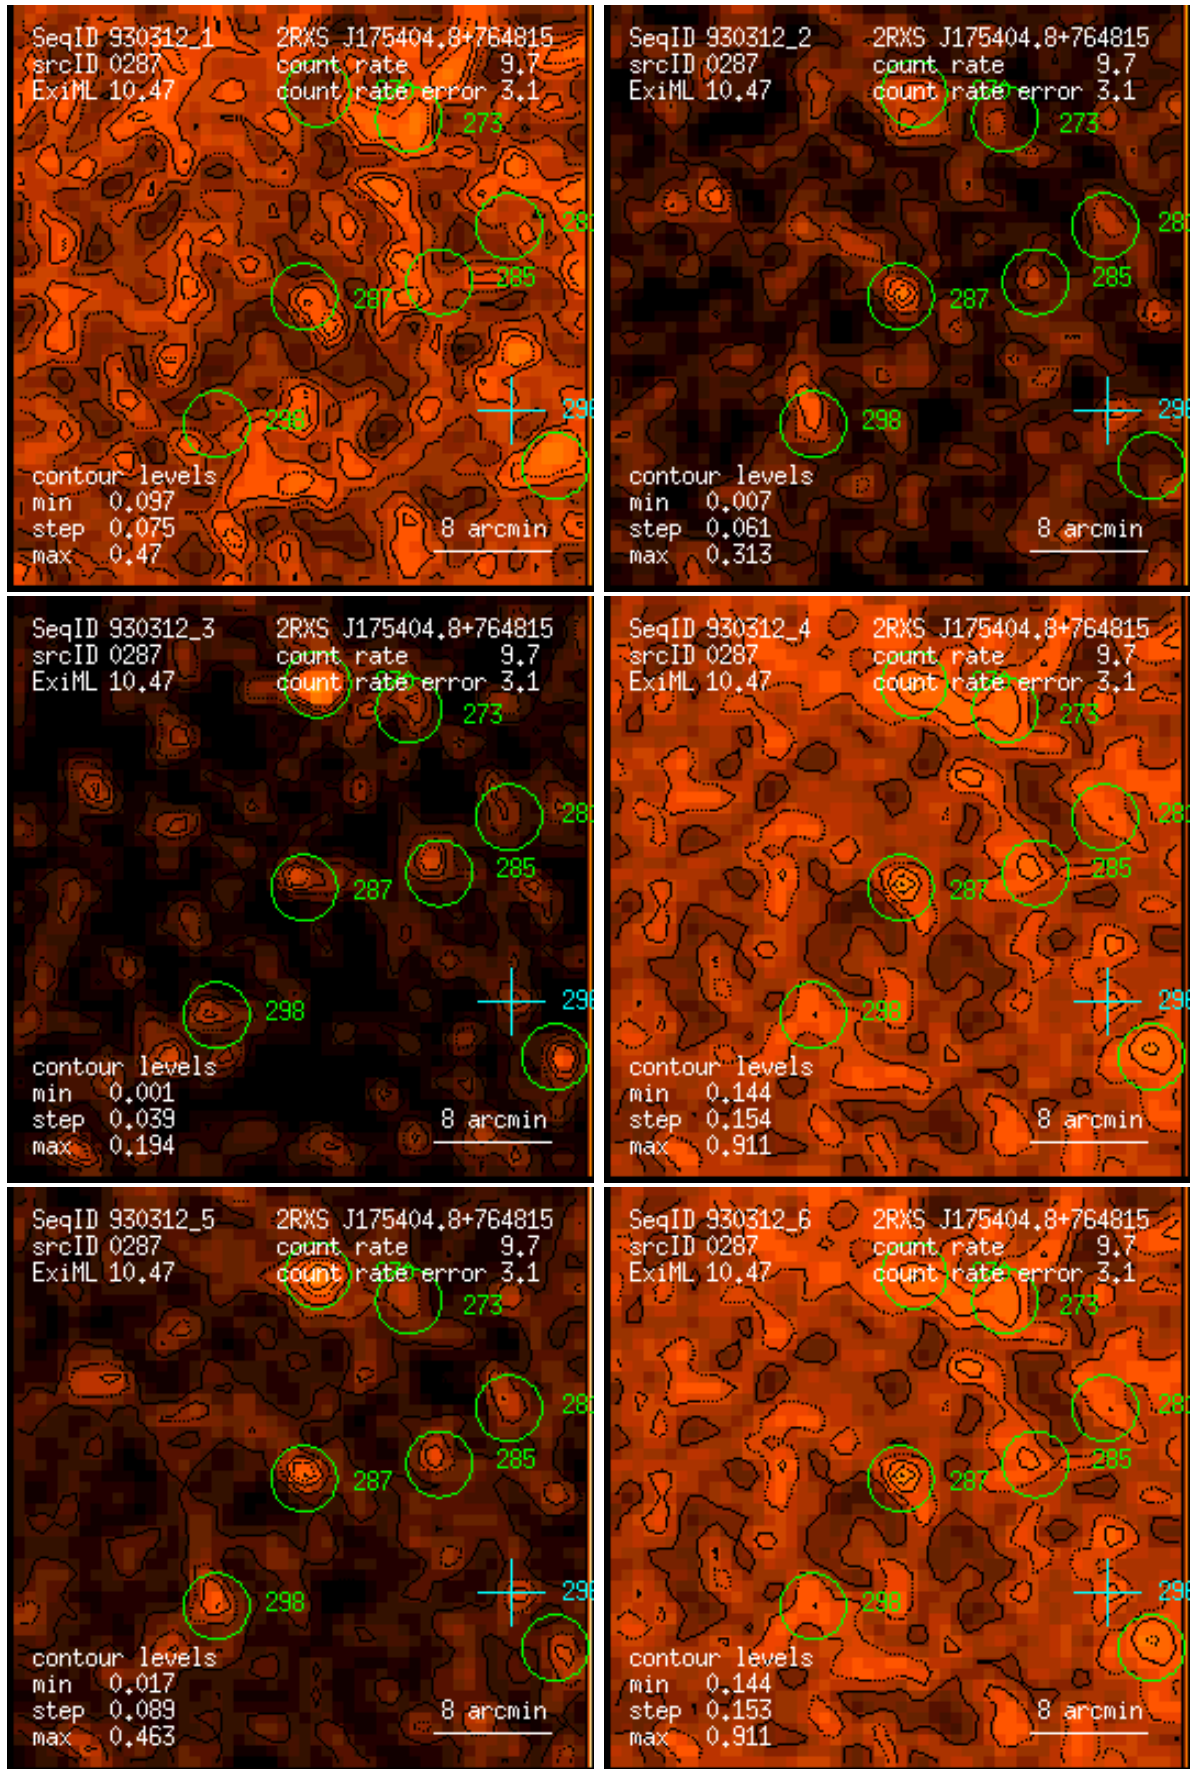 SeqID 930312_1 2RXS J175404.8+764815
srcID 0287 count rate 9.7
ExiML 10.47 count rate error 3.1
273
285
287
298
contour levels
min 0.097
step 0.075 8 arcmin
max 0.47
SeqID 930312_2 2RXS J175404.8+764815
srcID 0287 count rate 9.7
ExiML 10.47 count rate error 3.1
273
285
287
298
contour levels
min 0.007
step 0.061 8 arcmin
max 0.313
SeqID 930312_3 2RXS J175404.8+764815
srcID 0287 count rate 9.7
ExiML 10.47 count rate error 3.1
273
285
287
298
contour levels
min 0.001
step 0.039 8 arcmin
max 0.194
SeqID 930312_4 2RXS J175404.8+764815
srcID 0287 count rate 9.7
ExiML 10.47 count rate error 3.1
273
285
287
298
contour levels
min 0.144
step 0.154 8 arcmin
max 0.911
SeqID 930312_5 2RXS J175404.8+764815
srcID 0287 count rate 9.7
ExiML 10.47 count rate error 3.1
273
285
287
298
contour levels
min 0.017
step 0.089 8 arcmin
max 0.463
SeqID 930312_6 2RXS J175404.8+764815
srcID 0287 count rate 9.7
ExiML 10.47 count rate error 3.1
273
285
287
298
contour levels
min 0.144
step 0.153 8 arcmin
max 0.911